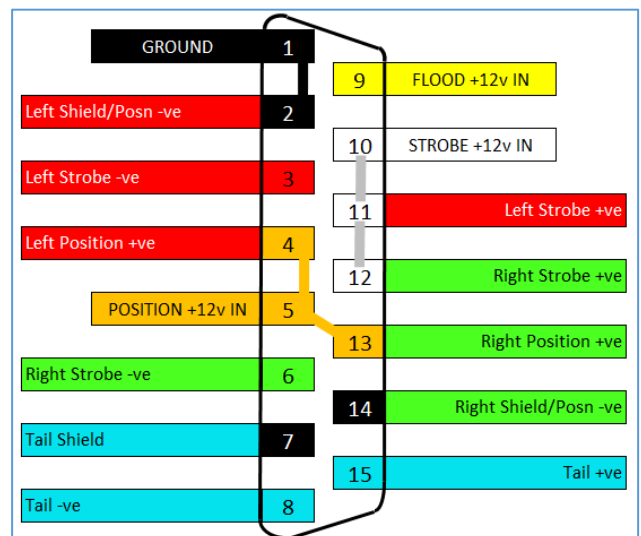 GROUND 1
9 FLOOD +12v IN
Left Shield/Posn -ve 2
10 STROBE +12v IN
Left Strobe -ve 3
11 Left Strobe +ve
Left Position +ve 4
12 Right Strobe +ve
POSITION +12v IN 5
13 Right Position +ve
Right Strobe -ve 6
14 Right Shield/Posn -ve
Tail Shield 7
15 Tail +ve
Tail -ve 8